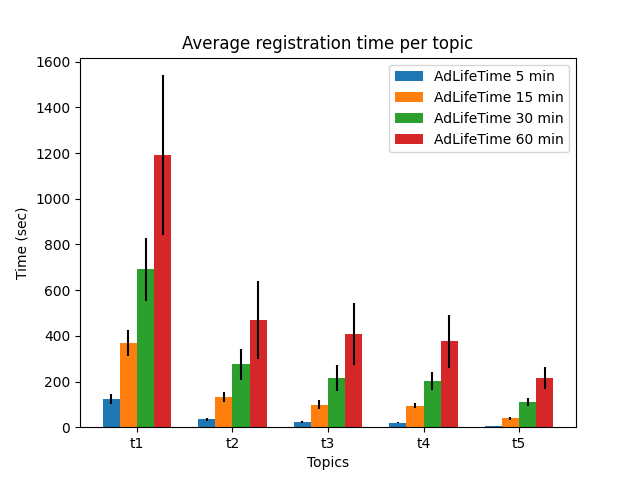 Average registration time per topic
AdLifeTime 5 min
AdLifeTime 15 min
AdLifeTime 30 min
AdLifeTime 60 min
Time (sec)
1600
1400
1200
1000
800
600
400
200
0
t1 t2 t3 t4 t5
Topics